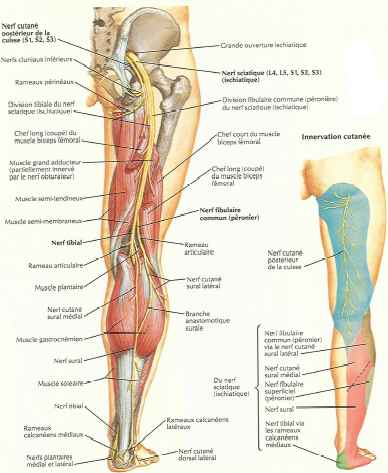 Nerf cutané
postérieur de la
cuisse (S1, S2, S3)
Nerfs cluniaux inférieurs
Rameaux périnéaux
Division tibiale du nerf
sciatique (ischiatique)
Chef long (coupé) du
muscle biceps fémoral
Muscle grand adducteur
(partiellement innervé
par le nerf obturateur)
Muscle semi-tendineux
Muscle semi-membraneux
Nerf tibial
Rameau articulaire
Muscle plantaire
Nerf cutané
sural médial
Muscle gastrocnémien
Nerf sural
Muscle soléaire
Nerf tibial
Rameaux
calcanéens médiaux
Nerfs plantaires
médial et latéral
Grande ouverture ischiatique
Nerf sciatique (L4, L5, S1, S2, S3)
(ischiatique)
Division fibulaire commune (péronière)
du nerf sciatique (ischiatique)
Chef court du muscle
biceps fémoral
Chef long (coupé)
du muscle biceps
fémoral
Nerf fibulaire
commun (péronier)
Rameau
articulaire
Nerf cutané
sural latéral
Branche
anastomotique
surale
Rameaux calcanéens
latéraux
Nerf cutané
dorsal latéral
Innervation cutanée
Nerf cutané
postérieur
de la cuisse
Du nerf
sciatique
(ischiatique)
Nerf fibulaire
commun (péronier)
via le nerf cutané
sural latéral
Nerf cutané
sural médial
Nerf fibulaire
superficiel
(péronier)
Nerf sural
Nerf tibial via
les rameaux
calcanéens
médiaux